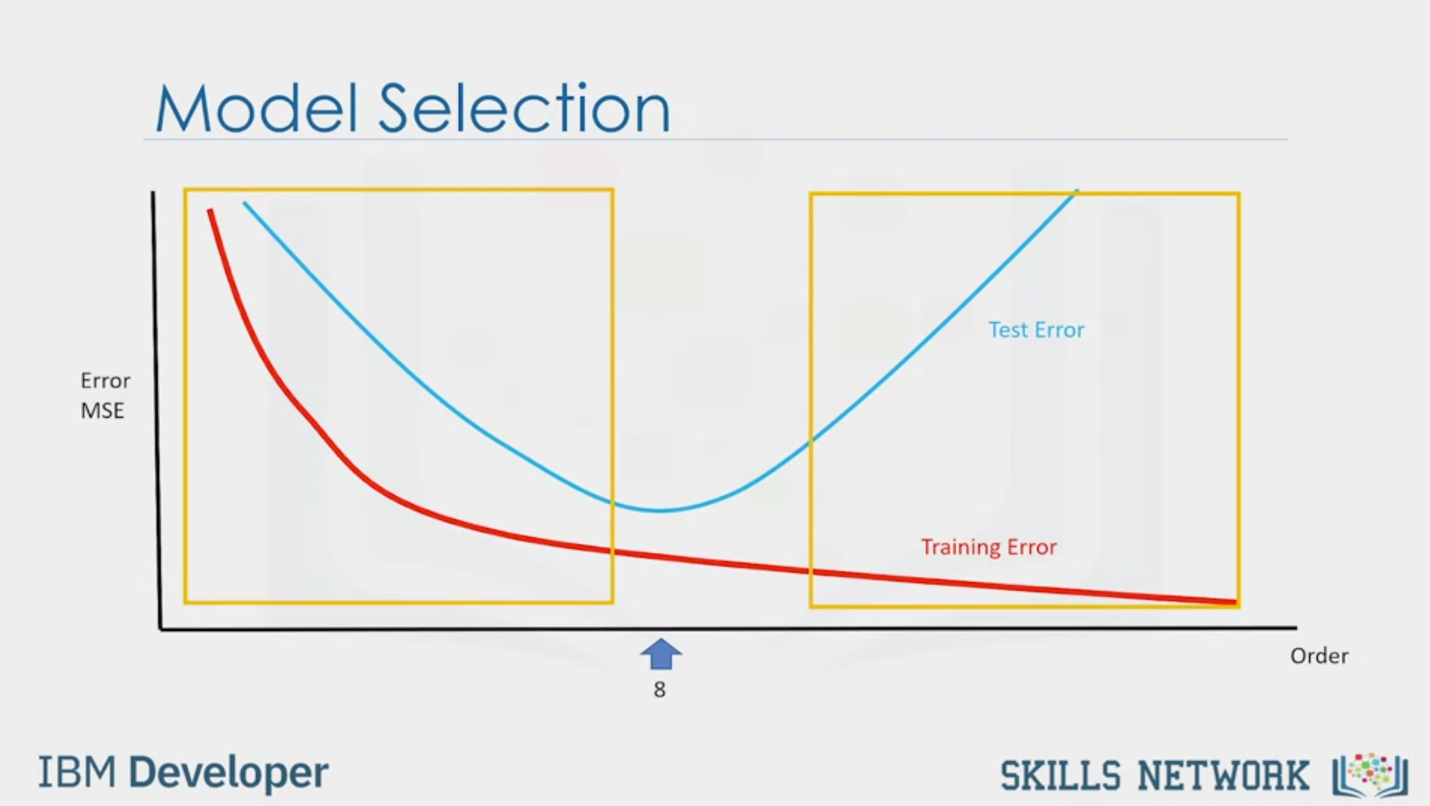 Model Selection
Error
MSE
Test Error
Training Error
Order
8
IBM Developer
SKILLS NETWORK